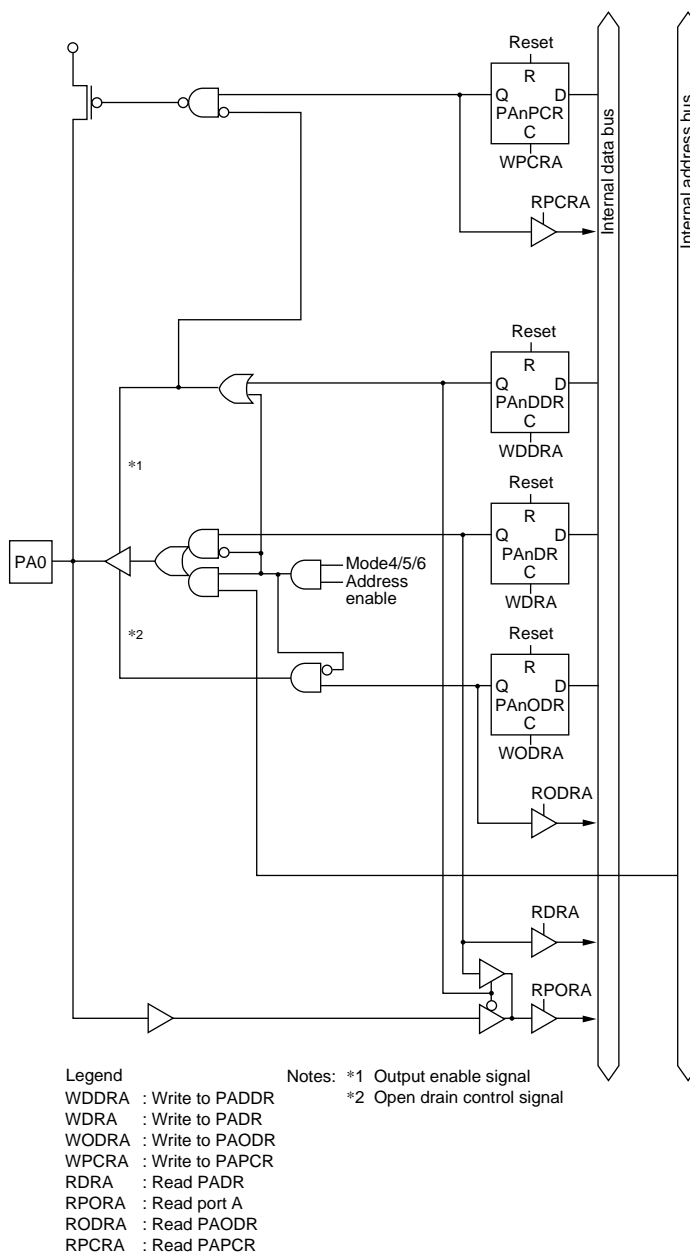 Reset
R
Q D
PAnPCR
C
WPCRA
RPCRA
Internal data bus
Internal address bus
Reset
R
Q D
PAnDDR
C
WDDRA
*1
Reset
R
Q D
PAnDR
C
WDRA
PA0
Mode4/5/6
Address
enable
*2
Reset
R
Q D
PAnODR
C
WODRA
RODRA
RDRA
RPORA
Legend
WDDRA : Write to PADDR
WDRA : Write to PADR
WODRA : Write to PAODR
WPCRA : Write to PAPCR
RDRA : Read PADR
RPORA : Read port A
RODRA : Read PAODR
RPCRA : Read PAPCR
Notes: *1 Output enable signal
*2 Open drain control signal